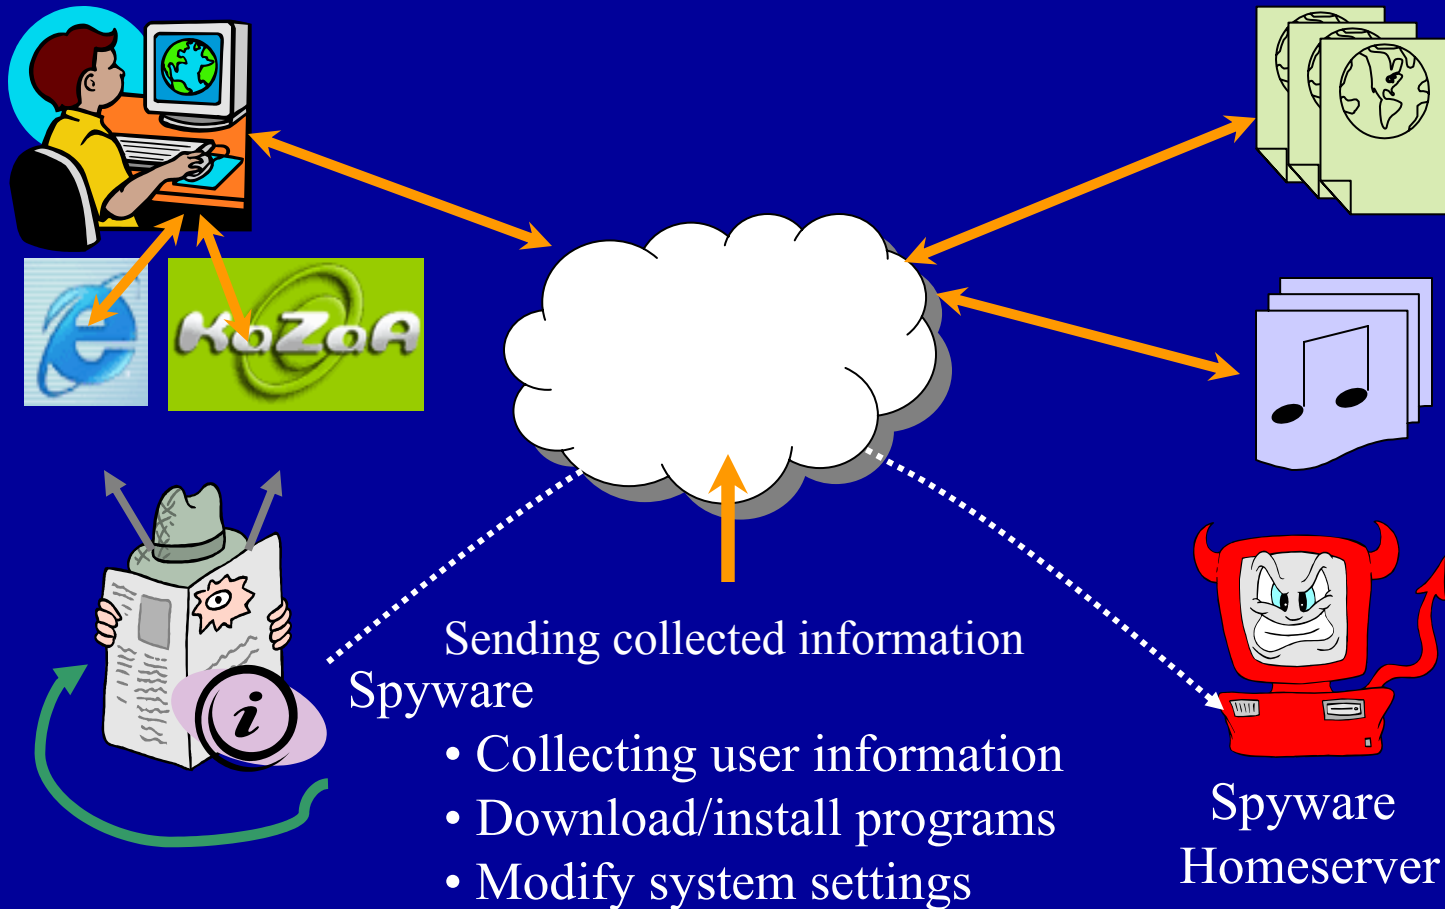 KaZaA
Sending collected information
Spyware
• Collecting user information
• Download/install programs
• Modify system settings
i
Spyware
Homeserver